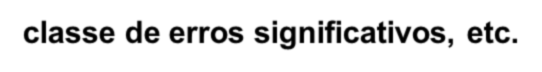 classe de erros significativos, etc.